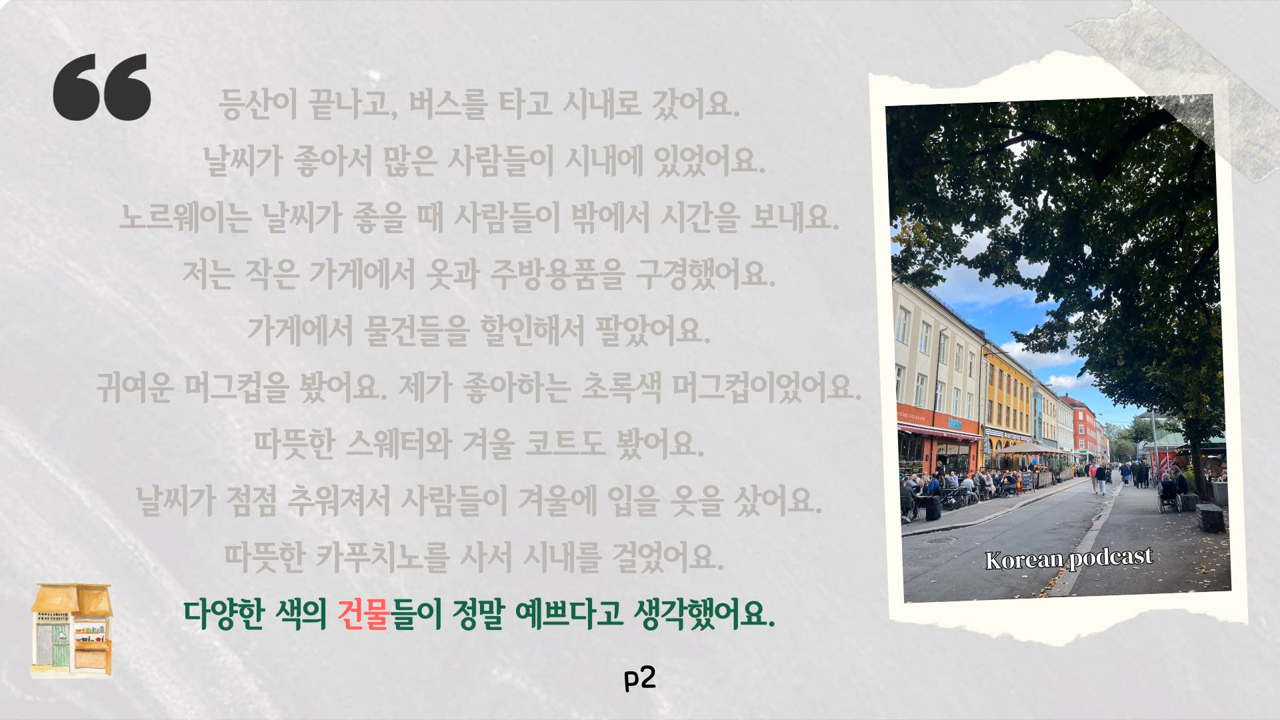 등산이 끝나고, 버스를 타고 시내로 갔어요.
날씨가 좋아서 많은 사람들이 시내에 있었어요.
노르웨이는 날씨가 좋을 때 사람들이 밖에서 시간을 보내요.
저는 작은 가게에서 옷과 주방용품을 구경했어요.
가게에서 물건들을 할인해서 팔았어요.
귀여운 머그컵을 봤어요. 제가 좋아하는 초록색 머그컵이었어요.
따뜻한 스웨터와 겨울 코트도 봤어요.
날씨가 점점 추워져서 사람들이 겨울에 입을 옷을 샀어요.
따뜻한 카푸치노를 사서 시내를 걸었어요.
다양한 색의 건물들이 정말 예쁘다고 생각했어요.
p2
Korean podcast